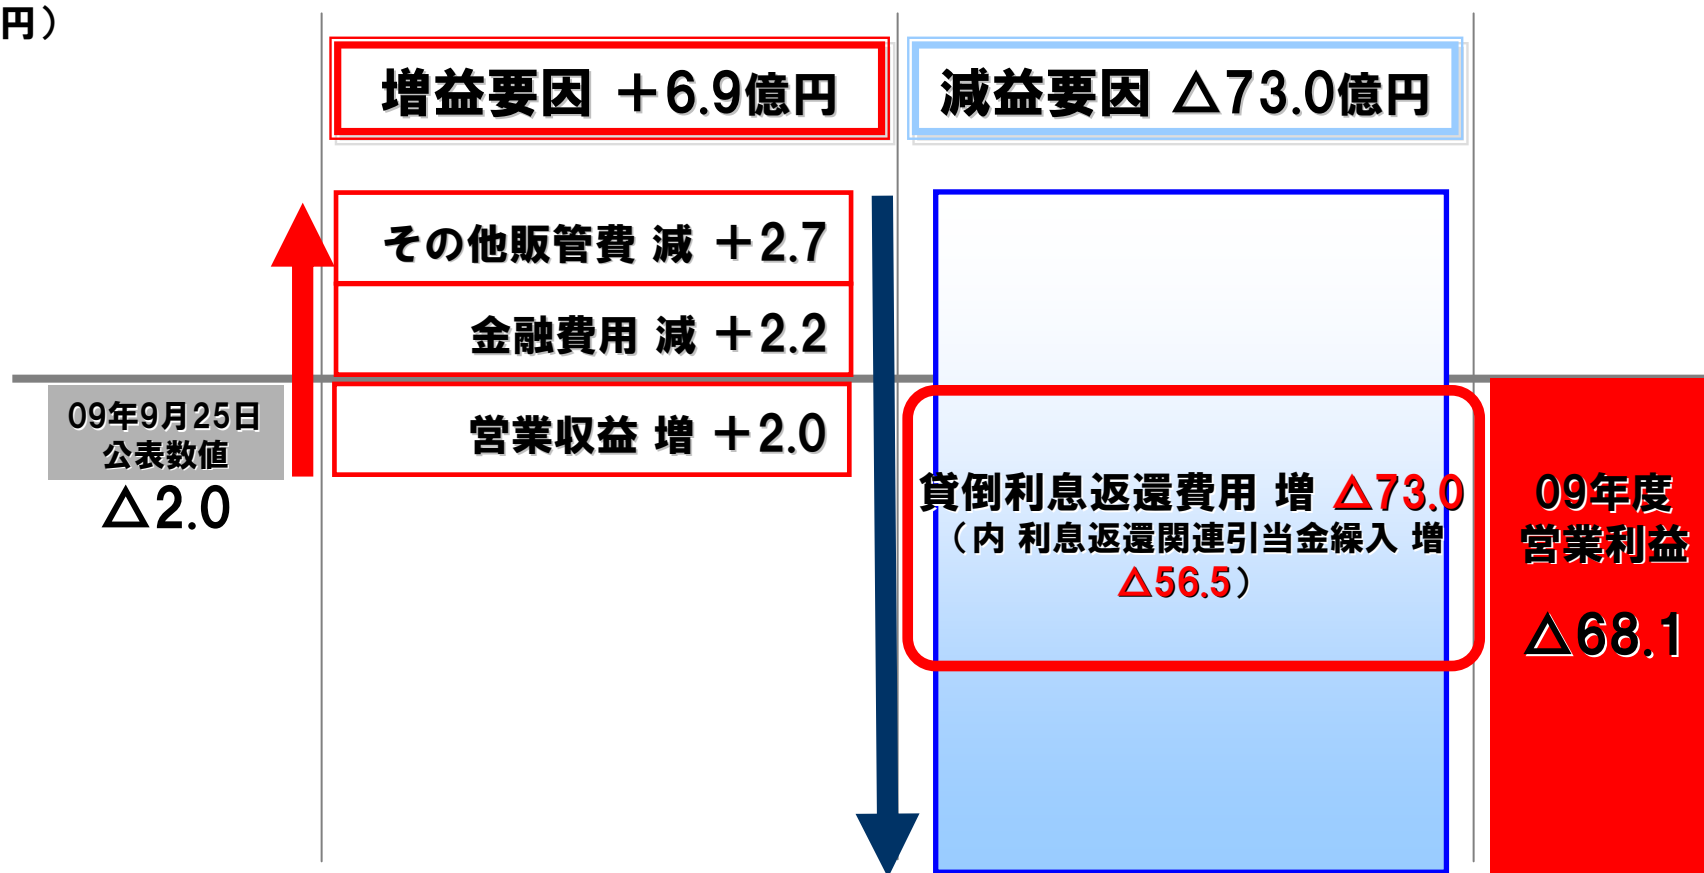 円）
増益要因 ＋6.9億円
減益要因 △73.0億円
その他販管費 減 ＋2.7
金融費用 減 ＋2.2
営業収益 増 ＋2.0
09年9月25日
公表数値
△2.0
貸倒利息返還費用 増 △73.0
（内 利息返還関連引当金繰入 増
△56.5）
09年度
営業利益
△68.1